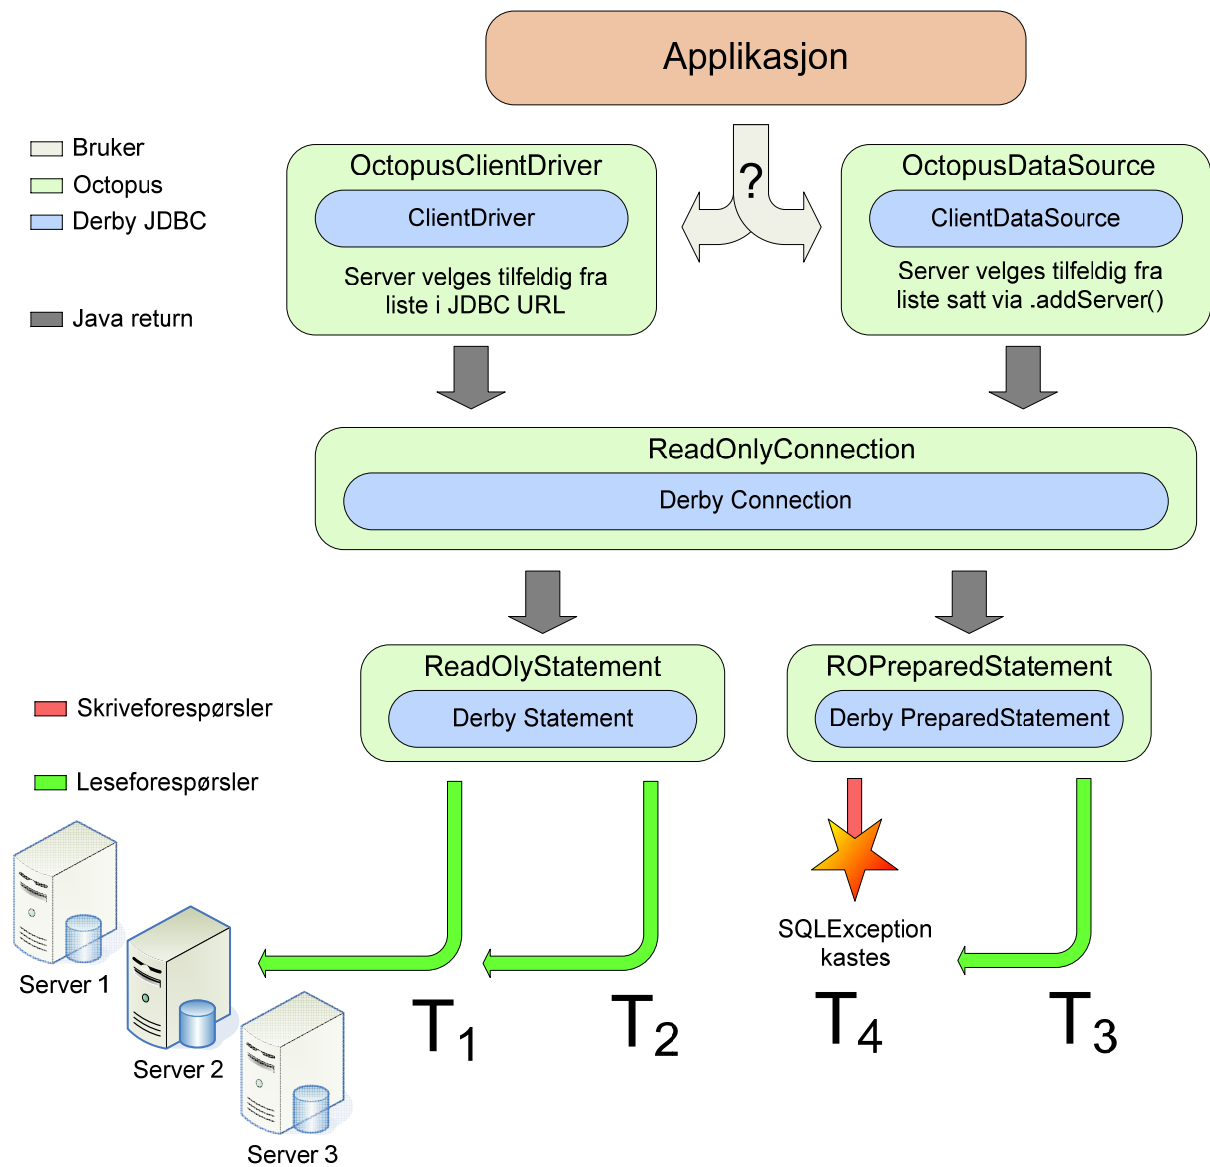 Applikasjon
Bruker
Octopus
Derby JDBC
Java return
OctopusClientDriver
ClientDriver
Server velges tilfeldig fra
liste i JDBC URL
?
OctopusDataSource
ClientDataSource
Server velges tilfeldig fra
liste satt via .addServer()
ReadOnlyConnection
Derby Connection
ReadOlyStatement
Derby Statement
ROPreparedStatement
Derby PreparedStatement
Skriveforespørsler
Leseforespørsler
SQLException
kastes
Server 1
Server 2
Server 3
T1
T2
T4
T3